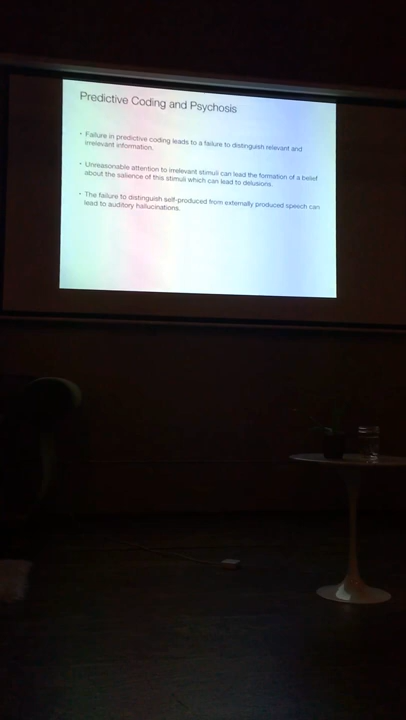 Predictive Coding and Psychosis
• Failure in predictive coding leads to a failure to distinguish relevant and
irrelevant information.
• Unreasonable attention to irrelevant stimuli can lead the formation of a belief
about the salience of this stimuli which can lead to delusions.
• The failure to distinguish self-produced from externally produced speech can
lead to auditory hallucinations.